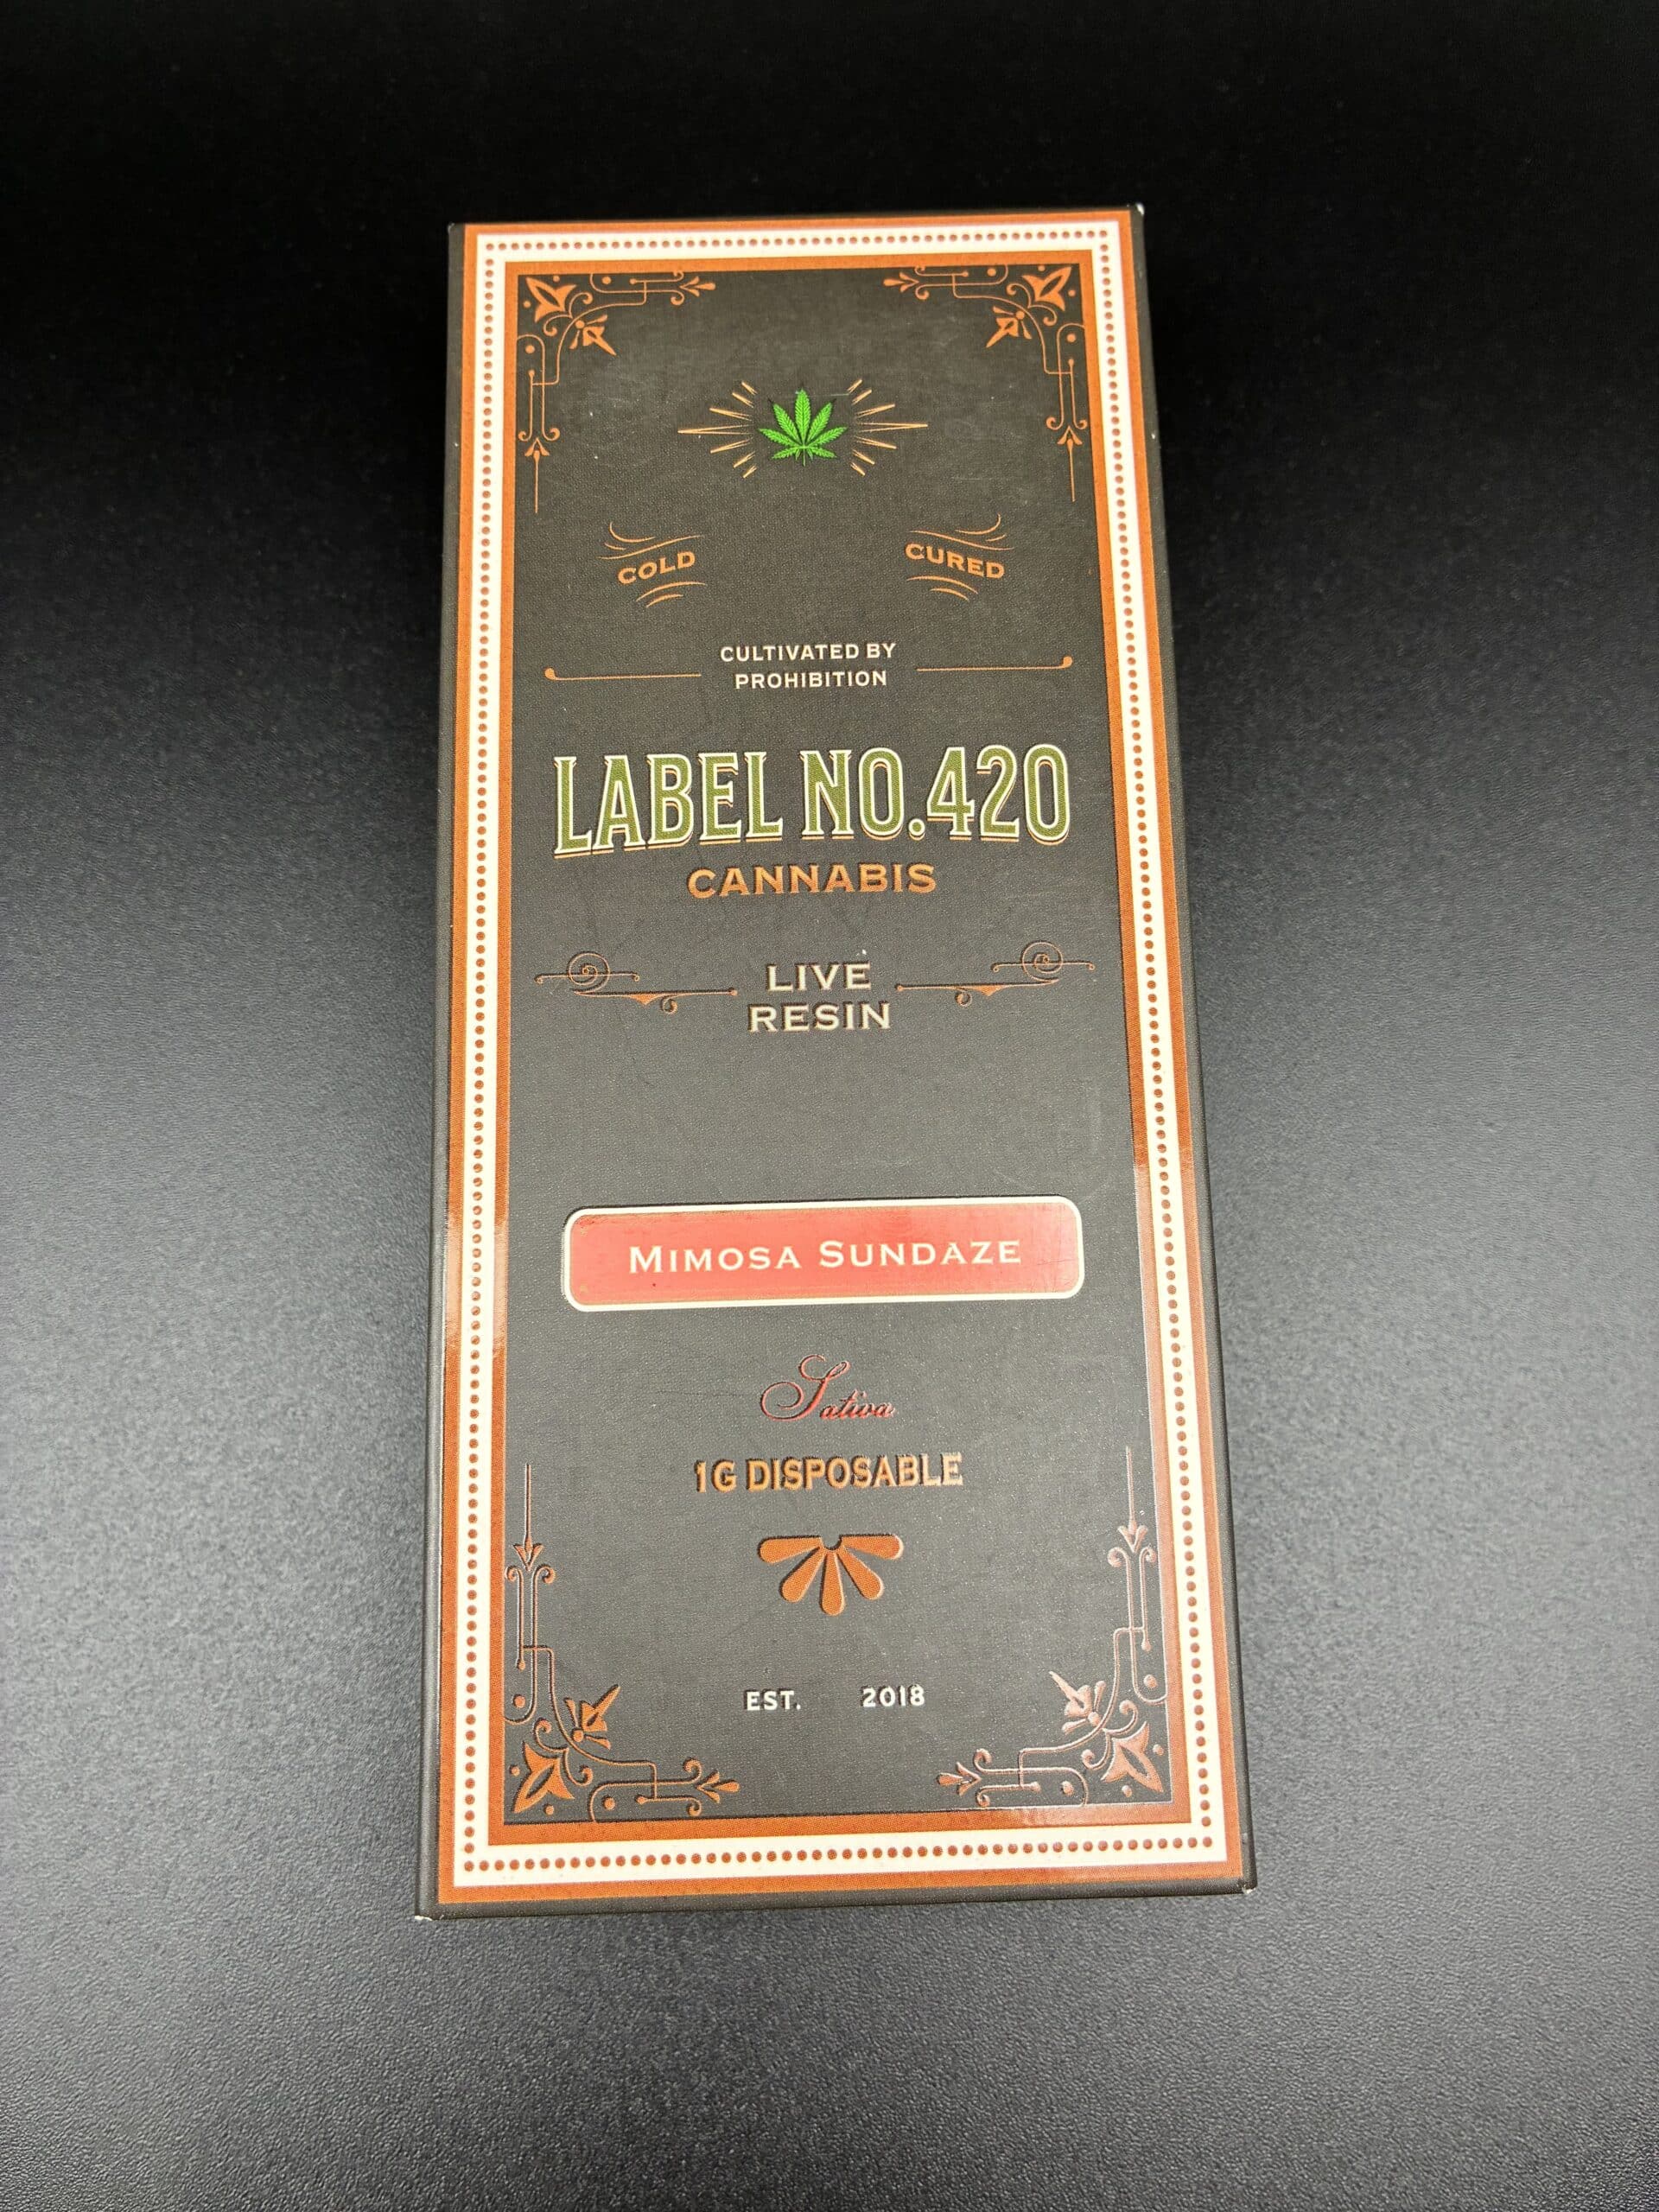 COLD CURED
CULTIVATED BY
PROHIBITION
LABEL NO.420
CANNABIS
LIVE
RESIN
MIMOSA SUNDAZE
Sativa
1G DISPOSABLE
EST. 2018